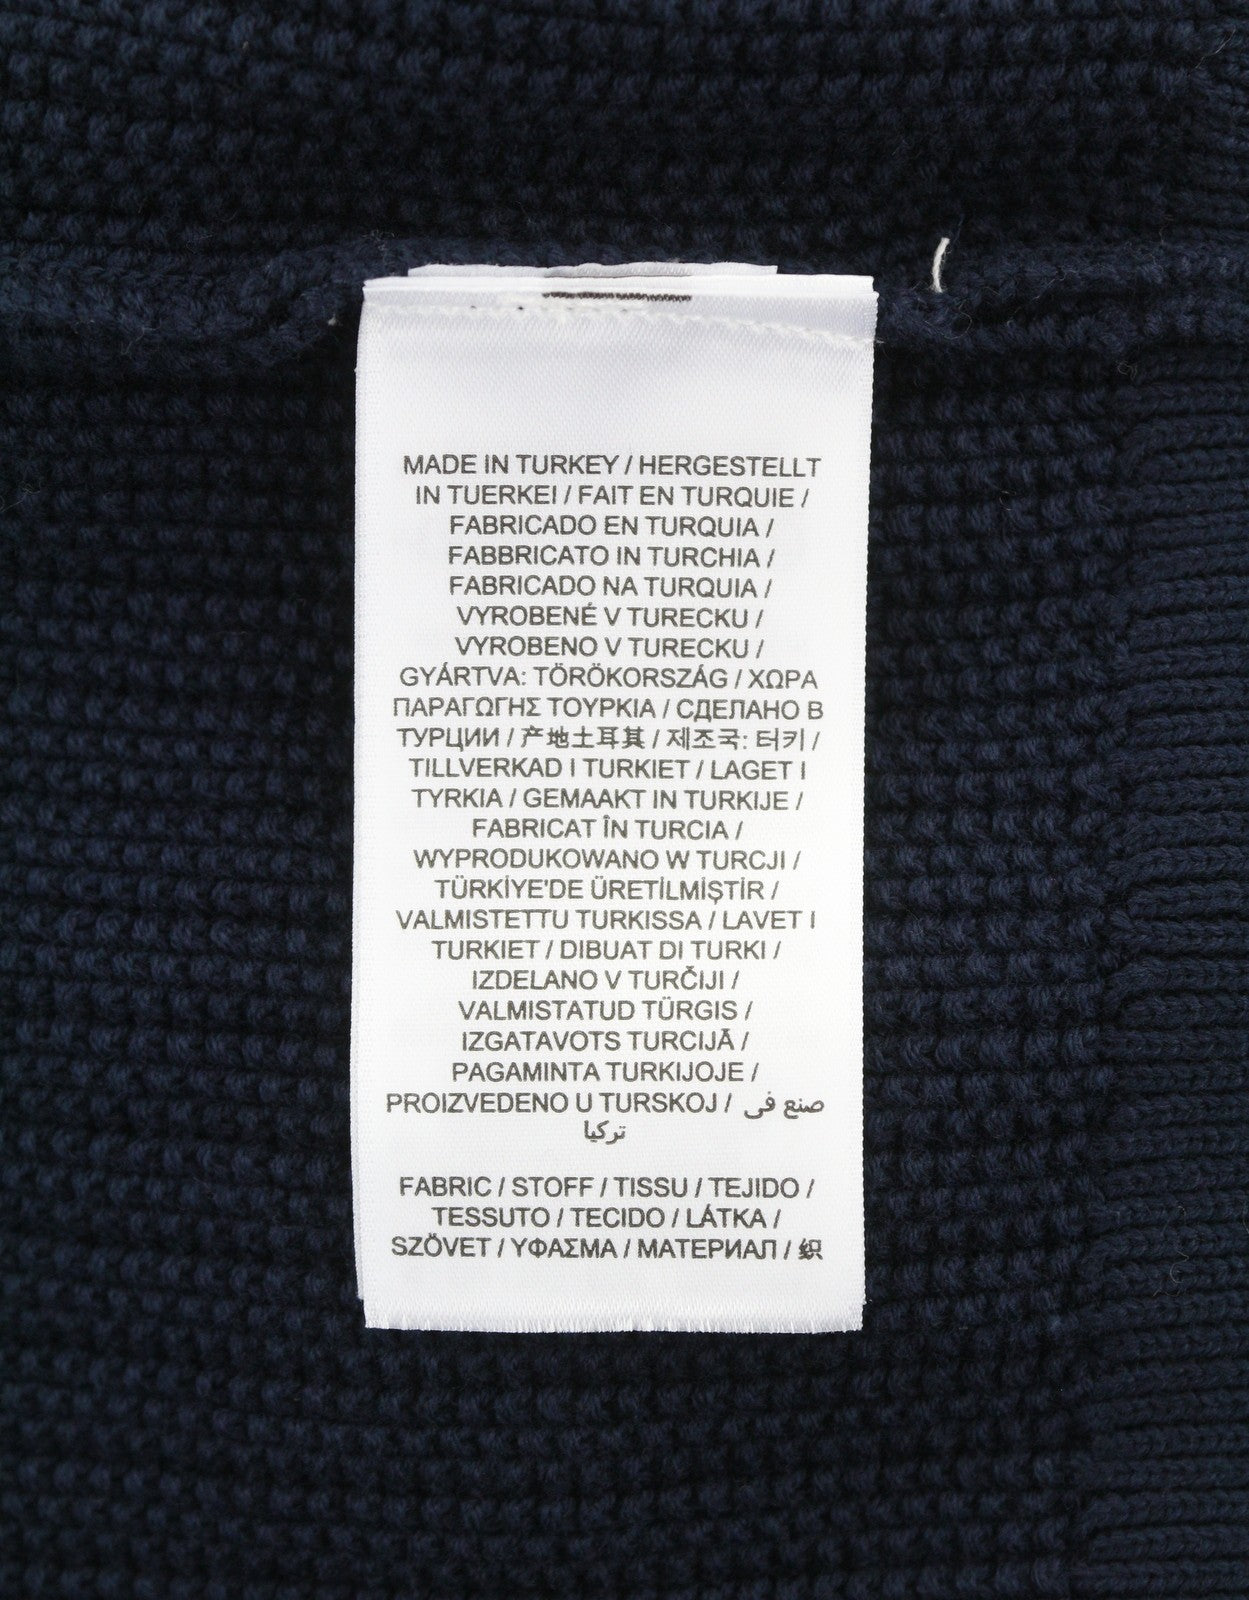 MADE IN TURKEY / HERGESTELLT
IN TUERKEI / FAIT EN TURQUIE /
FABRICADO EN TURQUIA /
FABBRICATO IN TURCHIA /
FABRICADO NA TURQUIA /
VYROBENÉ V TURECKU /
VYROBENO V TURECKU /
GYÁRTVA: TÖRÖKORSZÁG / ΧΩΡΑ
ΠΑΡΑΓΩΓΗΣ ΤΟΥΡΚΙΑ / СДЕЛАНО В
ТУРЦИИ / 产地土耳其 / 제조국: 터키 /
TILLVERKAD I TURKIET / LAGET I
TYRKIA / GEMAAKT IN TURKIJE /
FABRICAT ÎN TURCIA /
WYPRODUKOWANO W TURCJI /
TÜRKİYE'DE ÜRETİLMİŞTİR /
VALMISTETTU TURKISSA / LAVET I
TURKIET / DIBUAT DI TURKI /
IZDELANO V TURČIJI /
VALMISTATUD TÜRGIS /
IZGATAVOTS TURCIJĀ /
PAGAMINTA TURKIJOJE /
PROIZVEDENO U TURSKOJ / صنع فى
تركيا
FABRIC / STOFF / TISSU / TEJIDO /
TESSUTO / TECIDO / LÁTKA /
SZÖVET / ΥΦΑΣΜΑ / МАТЕРИАЛ / 织